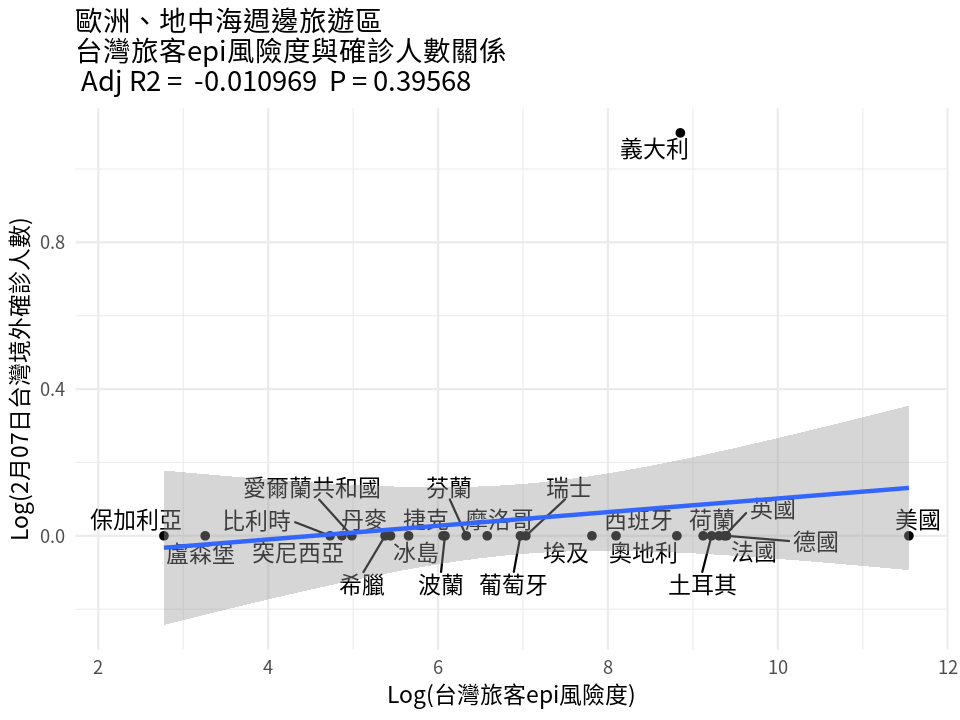 歐洲、地中海週邊旅遊區
台灣旅客epi風險度與確診人數關係
Adj R2 = -0.010969 P = 0.39568
Log(2月07日台灣境外確診人數)
0.8
0.4
0.0
義大利
愛爾蘭共和國
芬蘭
瑞士
保加利亞
比利時
丹麥
捷克
摩洛哥
西班牙
荷蘭
英國
美國
盧森堡
突尼西亞
冰島
埃及
奧地利
法國
德國
希臘
波蘭
葡萄牙
土耳其
2
4
6
8
10
12
Log(台灣旅客epi風險度)